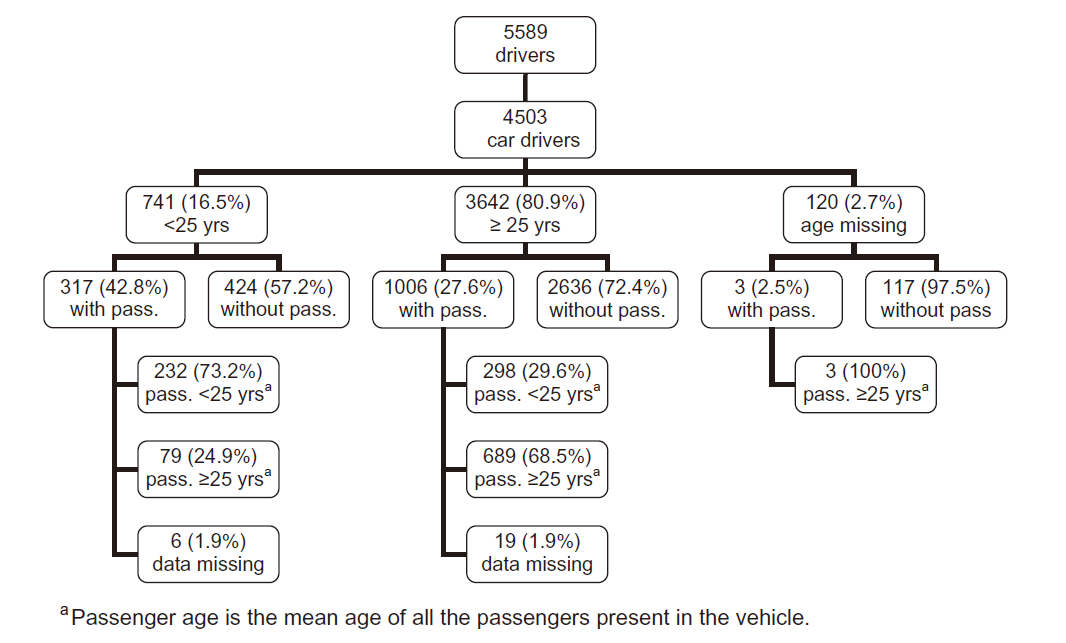 5589
drivers
4503
car drivers
741 (16.5%)
<25 yrs
3642 (80.9%)
≥ 25 yrs
120 (2.7%)
age missing
317 (42.8%)
with pass.
424 (57.2%)
without pass.
1006 (27.6%)
with pass.
2636 (72.4%)
without pass.
3 (2.5%)
with pass.
117 (97.5%)
without pass
232 (73.2%)
pass. <25 yrsᵃ
298 (29.6%)
pass. <25 yrsᵃ
3 (100%)
pass. ≥25 yrsᵃ
79 (24.9%)
pass. ≥25 yrsᵃ
689 (68.5%)
pass. ≥25 yrsᵃ
6 (1.9%)
data missing
19 (1.9%)
data missing
ᵃPassenger age is the mean age of all the passengers present in the vehicle.